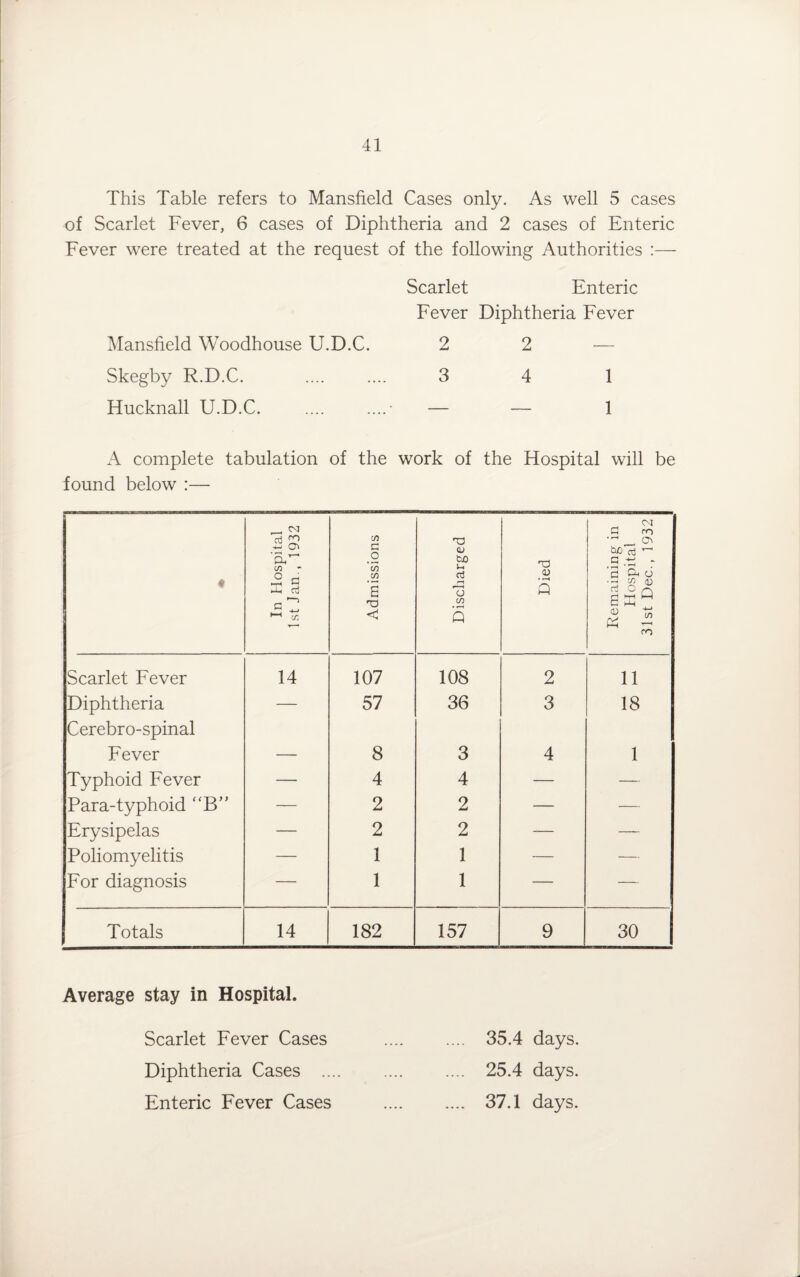 41
This Table refers to Mansfield Cases only. As well 5 cases
of Scarlet Fever, 6 cases of Diphtheria and 2 cases of Enteric
Fever were treated at the request of the following Authorities :—
Scarlet Enteric
Fever Diphtheria Fever
Mansfield Woodhouse U.D.C. 2 2 —
Skegby R.D.C. .... .... 3 4 1
Hucknall U.D.C. .... .... — — 1
A complete tabulation of the work of the Hospital will be
found below :—
In Hospital 1st Jan., 1932 Admissions Discharged Died Remaining in Hospital 31st Dec., 1932
Scarlet Fever 14 107 108 2 11
Diphtheria — 57 36 3 18
Cerebro-spinal
Fever — 8 3 4 1
Typhoid Fever — 4 4 — —
Para-typhoid “B” — 2 2 — —
Erysipelas — 2 2 — —
Poliomyelitis — 1 1 — —
For diagnosis — 1 1 — —
Totals 14 182 157 9 30
Average stay in Hospital.
Scarlet Fever Cases .... .... 35.4 days.
Diphtheria Cases .... .... .... 25.4 days.
Enteric Fever Cases .... .... 37.1 days.